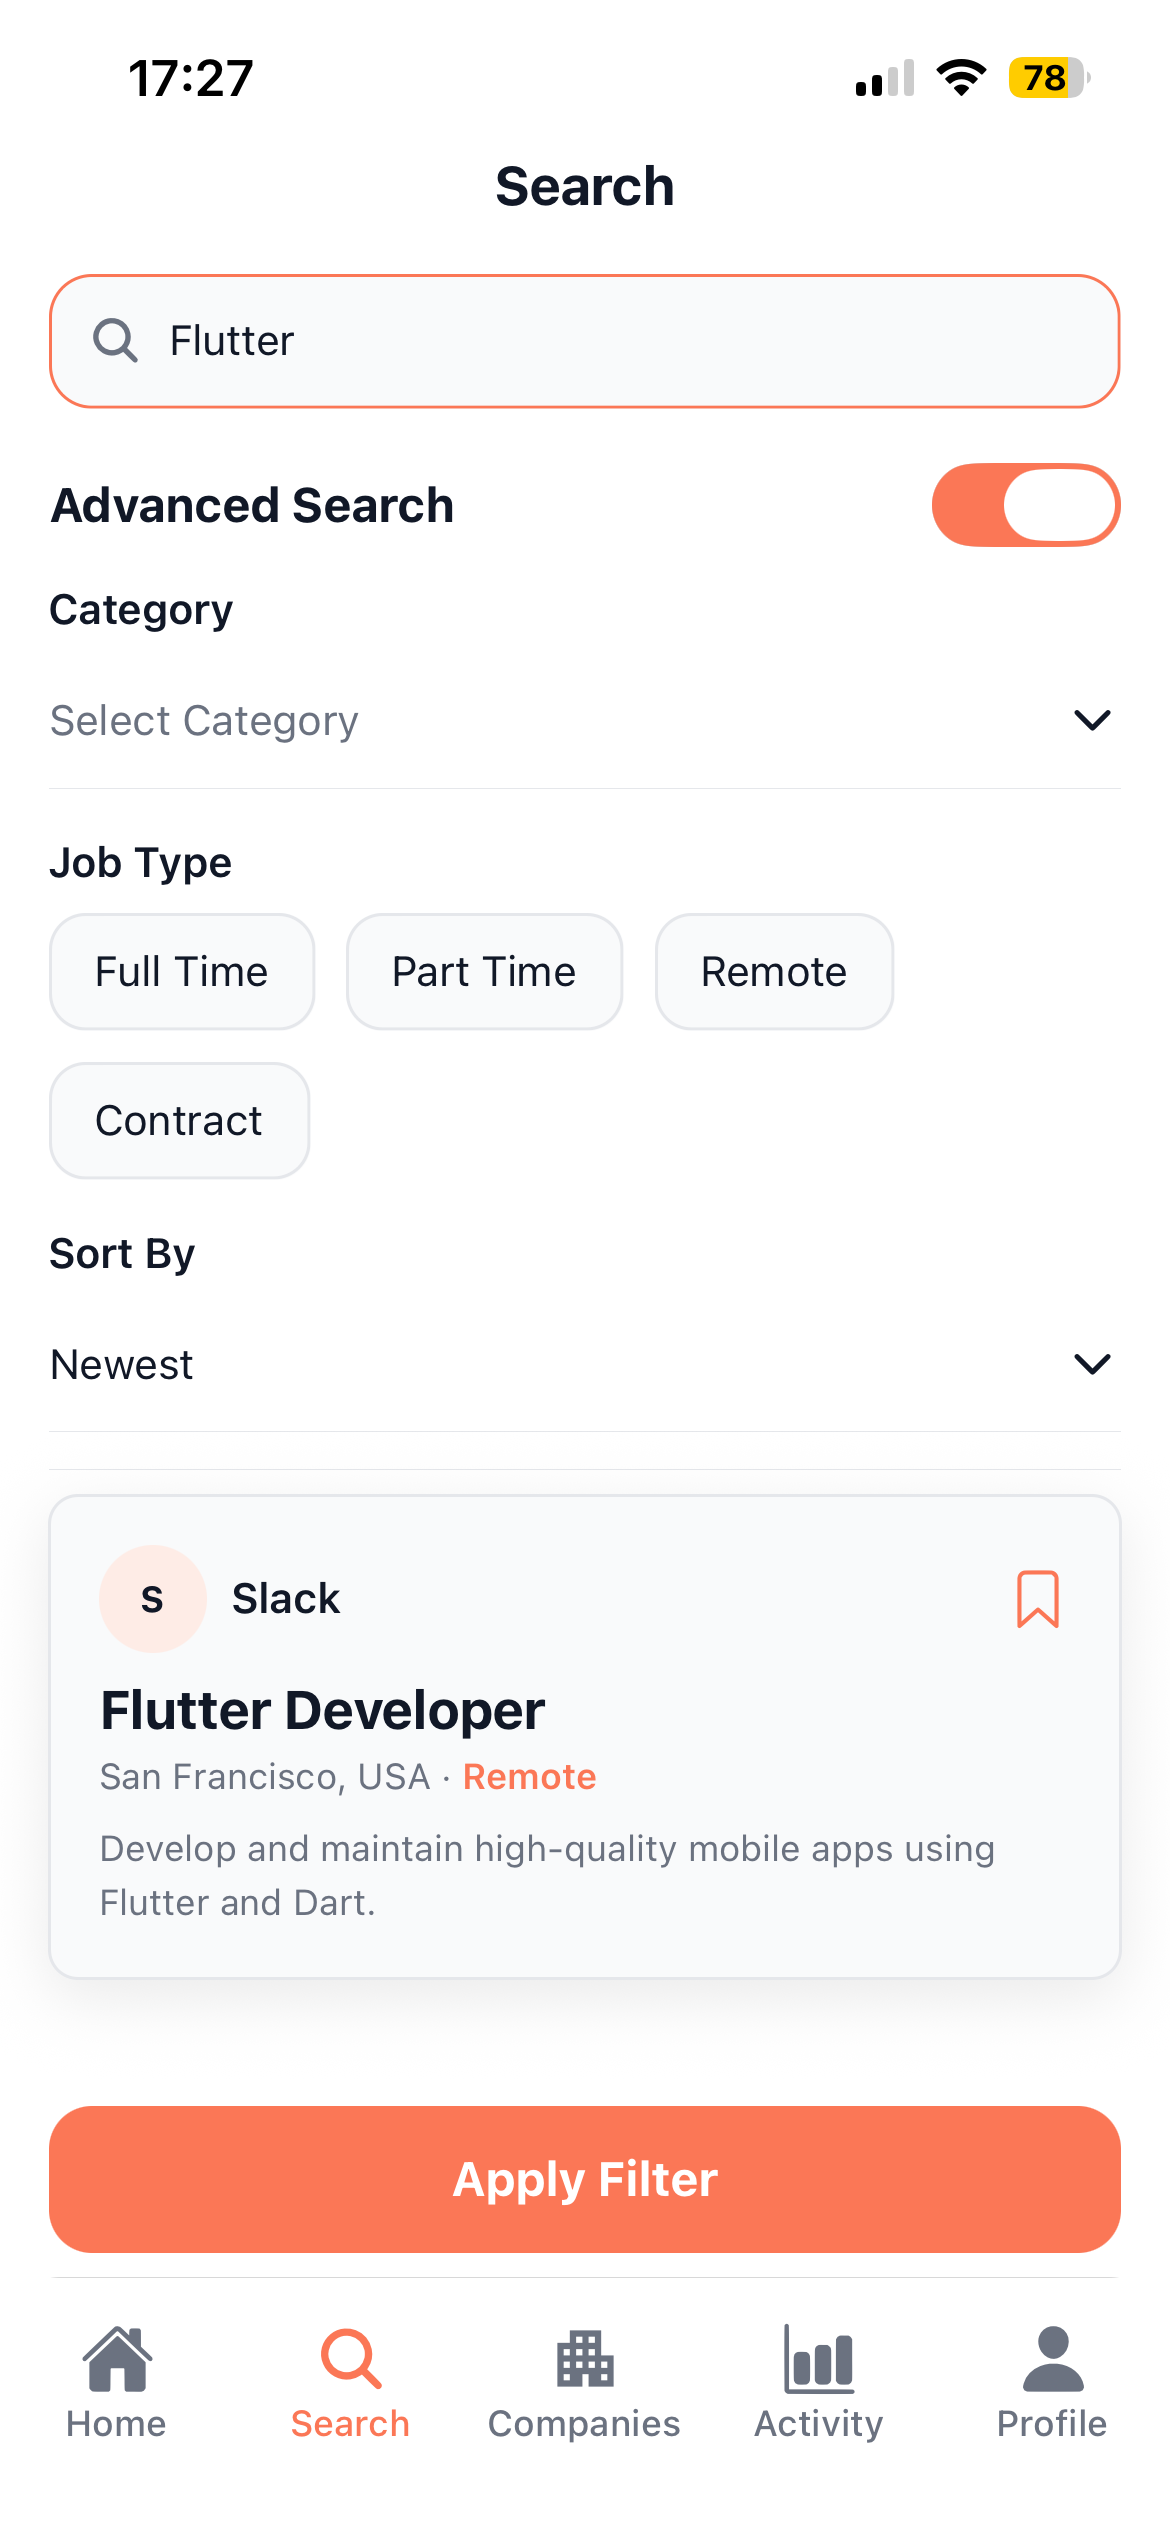 17:27
78
Search
Flutter
Advanced Search
Category
Select Category
Job Type
Full Time
Part Time
Remote
Contract
Sort By
Newest
S
Slack
Flutter Developer
San Francisco, USA · Remote
Develop and maintain high-quality mobile apps using
Flutter and Dart.
Apply Filter
Home
Search
Companies
Activity
Profile